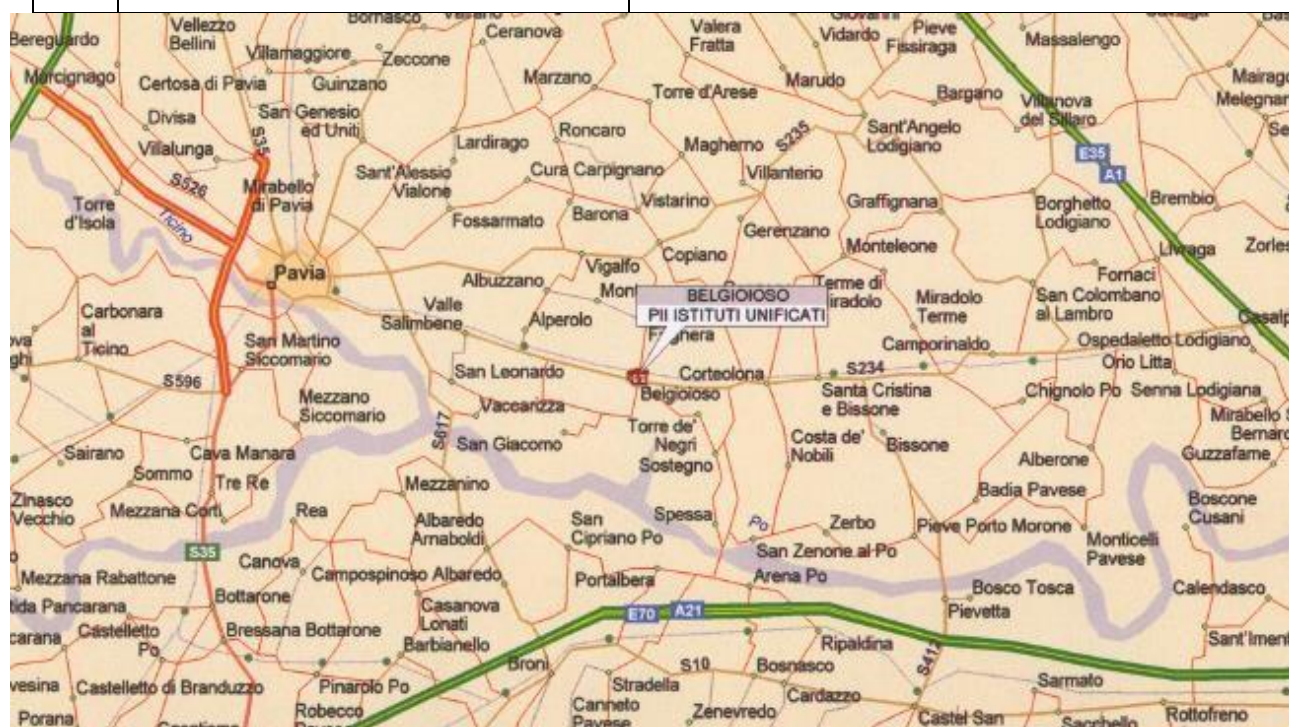 Bornasco
Ceranova
Vellezzo
Bellini
Bereguardo
Villamaggiore
Zeccone
Valera
Fratta
Vidardo
Pieve
Fissiraga
Massalengo
Marcignago
Certosa di Pavia
Guinzano
Marzano
Marudo
Mairago
Divisa
San Genesio
ed Uniti
Torre d'Arese
Bargano
Villanova
del Sillaro
Villalunga
S35
Lardirago
Roncaro
Magherno
S235
Sant'Angelo
Lodigiano
E35
A1
S526
Mirabello
di Pavia
Sant'Alessio
Vialone
Cura Carpignano
Villanterio
Brembio
Torre
d'Isola
Ticino
Fossarmato
Barona
Vistarino
Graffignana
Borghetto
Lodigiano
Gerenzano
Copiano
Monteleone
Livraga
Pavia
Albuzzano
Vigalfo
Fornaci
Carbonara
al
Ticino
Valle
Salimbene
BELGIOIOSO
PII ISTITUTI UNIFICATI
Terme di
Miradolo
Terme
San Colombano
al Lambro
Alperolo
San Martino
Siccomario
Camporinaldo
Ospedaletto Lodigiano
Orio Litta
S596
San Leonardo
Corteolona
S234
Belgioioso
Santa Cristina
e Bissone
Chignolo Po
Senna Lodigiana
Mezzano
Siccomario
Vaccarizza
S617
San Giacomo
Torre de'
Negri
Costa de'
Nobili
Bissone
Sairano
Cava Manara
Sostegno
Alberone
Guzzafame
Sommo
Tre Re
Mezzanino
Badia Pavese
Zinasco
Vecchio
Mezzana Corti
Rea
Albaredo
Arnaboldi
San
Cipriano Po
Spessa
Po
Zerbo
Pieve Porto Morone
Boscone
Cusani
Monticelli
Pavese
S35
Canova
San Zenone al Po
Mezzana Rabattone
Campospinoso Albaredo
Portalbera
Arena Po
Bosco Tosca
Calendasco
Bottarone
Casanova
Lonati
E70
A21
Pievetta
Castelletto
Po
Bressana Bottarone
Barbianello
Ripaldina
S412
Broni
S10
Bosnasco
Castelletto di Branduzzo
Pinarolo Po
Stradella
Cardazzo
Sarmato
Porana
Robecco
Canneto
Pavese
Zenevredo
Castel San
Rottofreno